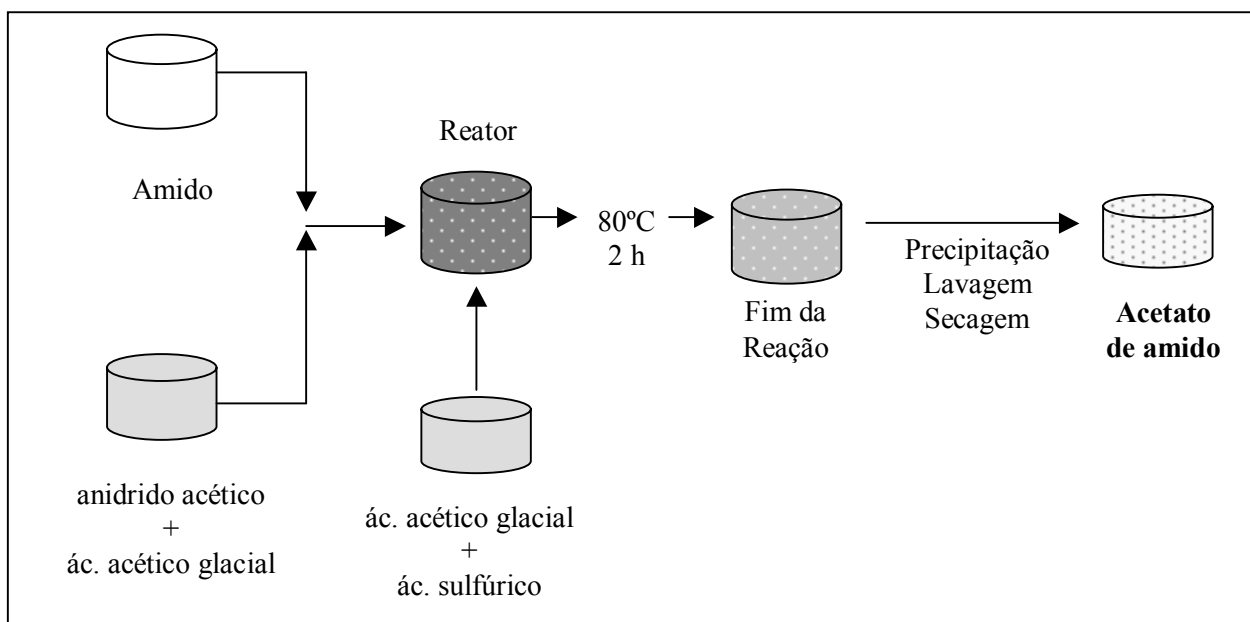 Amido
Reator
80ºC
2 h
Precipitação
Lavagem
Secagem
Fim da
Reação
Acetato
de amido
anidrido acético
+
ác. acético glacial
ác. acético glacial
+
ác. sulfúrico